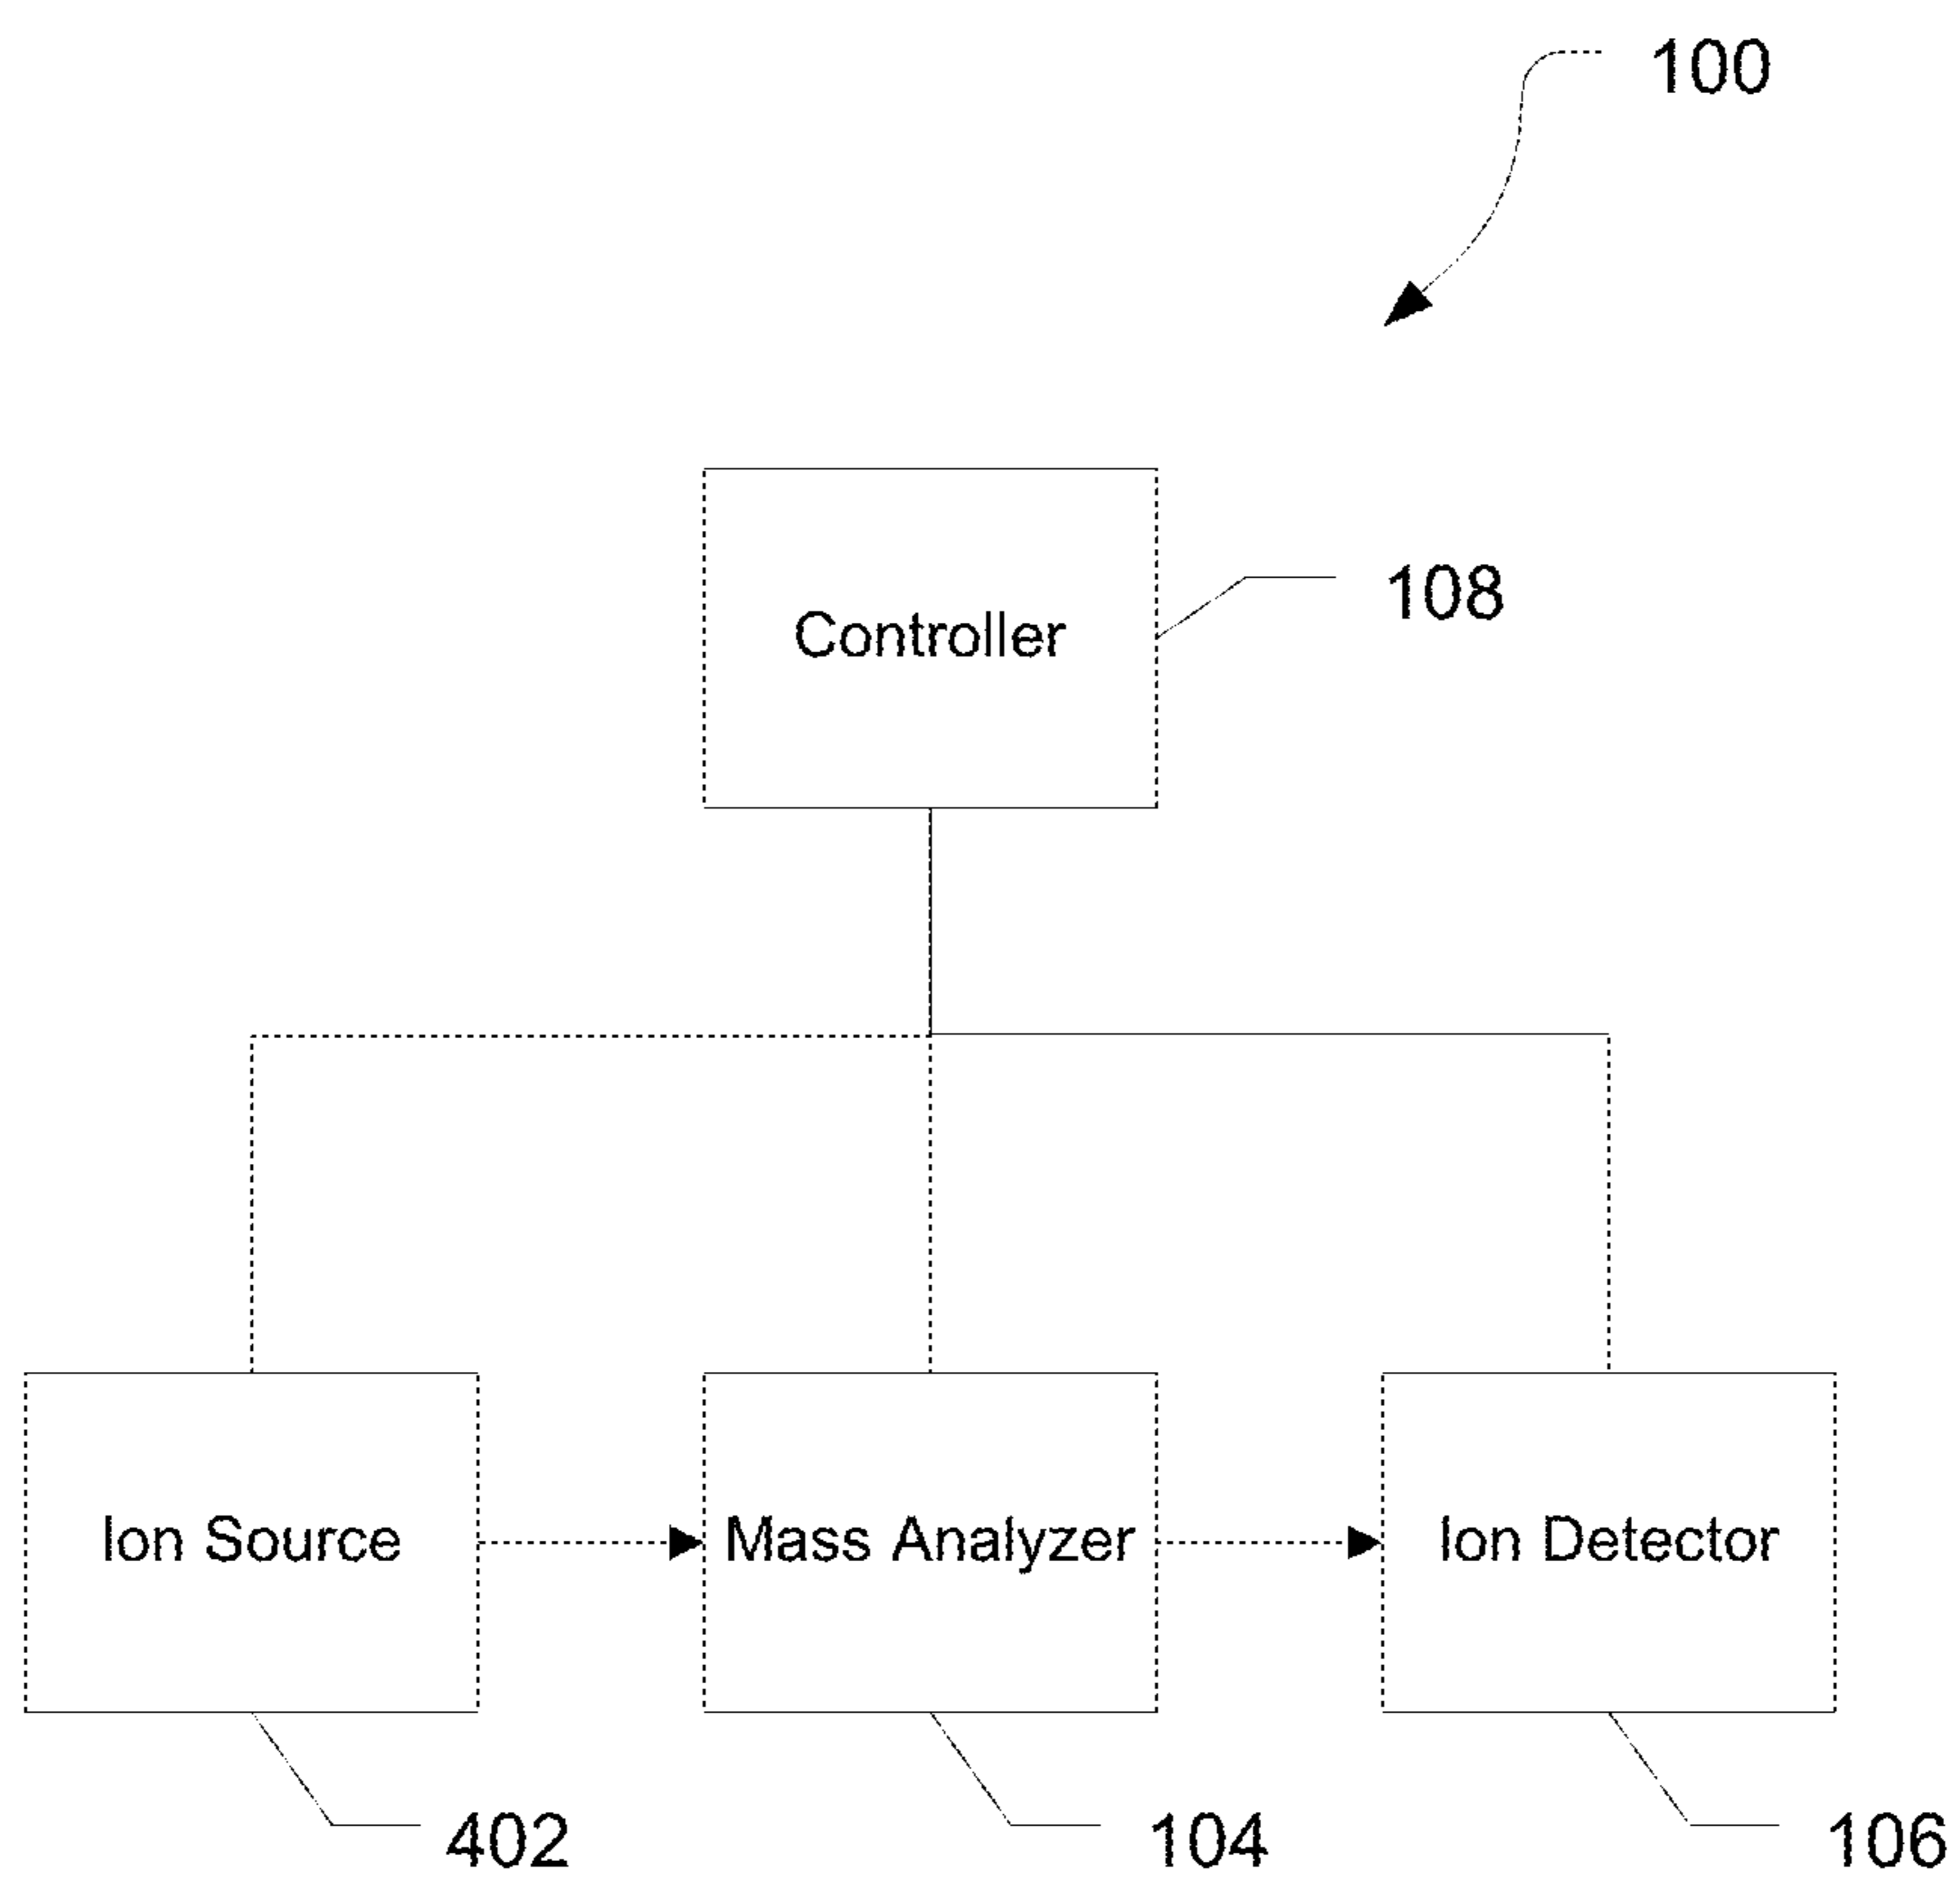 100
108
Controller
Ion Source
Mass Analyzer
Ion Detector
402
104
106